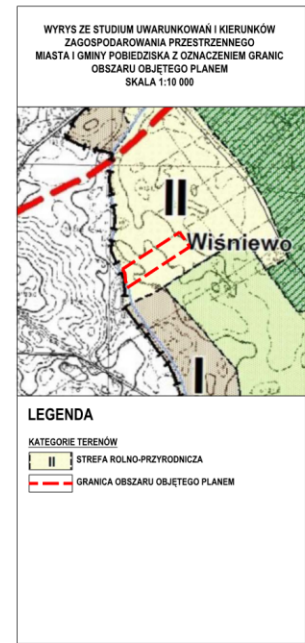 WYRYS ZE STUDIUM UWARUNKOWAŃ I KIERUNKÓW
ZAGOSPODAROWANIA PRZESTRZENNEGO
MIASTA I GMINY POBIEDZISKA Z OZNACZENIEM GRANIC
OBSZARU OBJĘTEGO PLANEM
SKALA 1:10 000
II
Wiśniewo
I
LEGENDA
KATEGORIE TERENÓW
II STREFA ROLNO-PRZYRODNICZA
GRANICA OBSZARU OBJĘTEGO PLANEM